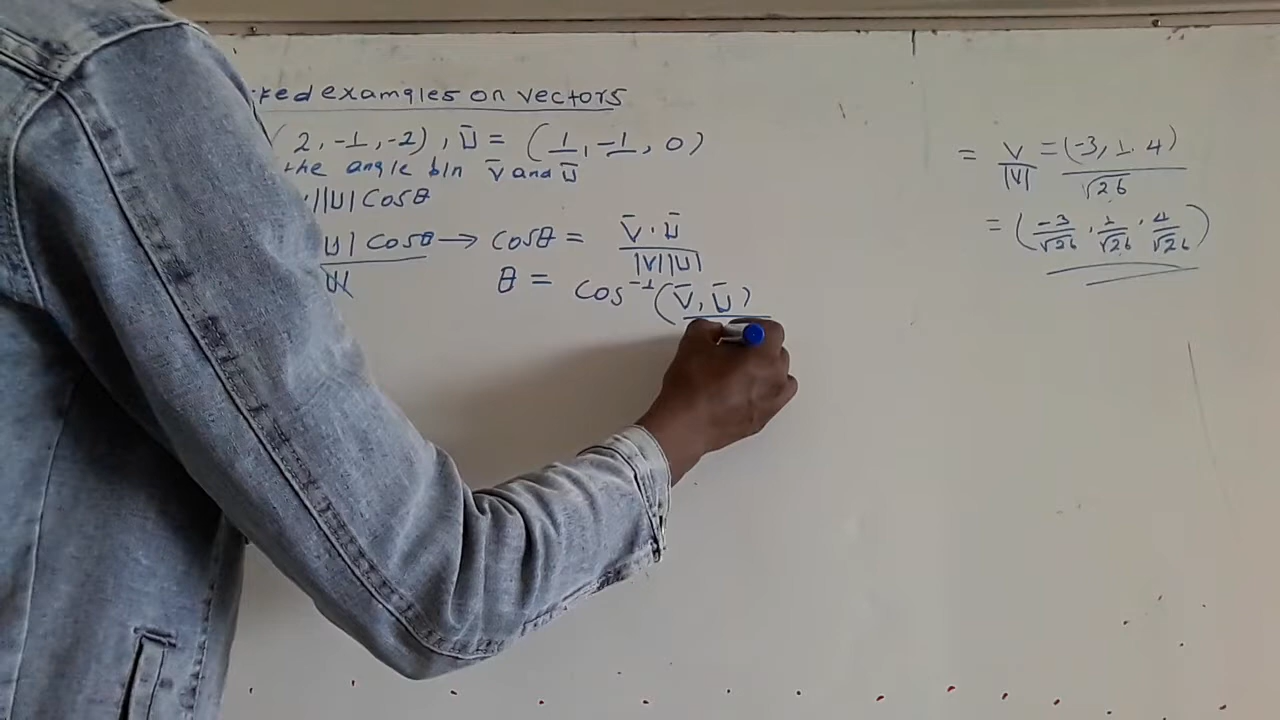 ked examples on vectors
(2, -1, -2), ū = (1, -1, 0)
the angle btn v̄ and ū
|U| cosθ
U| cosθ → cosθ = v̄ · ū / |V||U|
θ = cos⁻¹(v̄, ū)
= V/|V| = (-3, 1, 4)/√26
= (-3/√26, 1/√26, 4/√26)